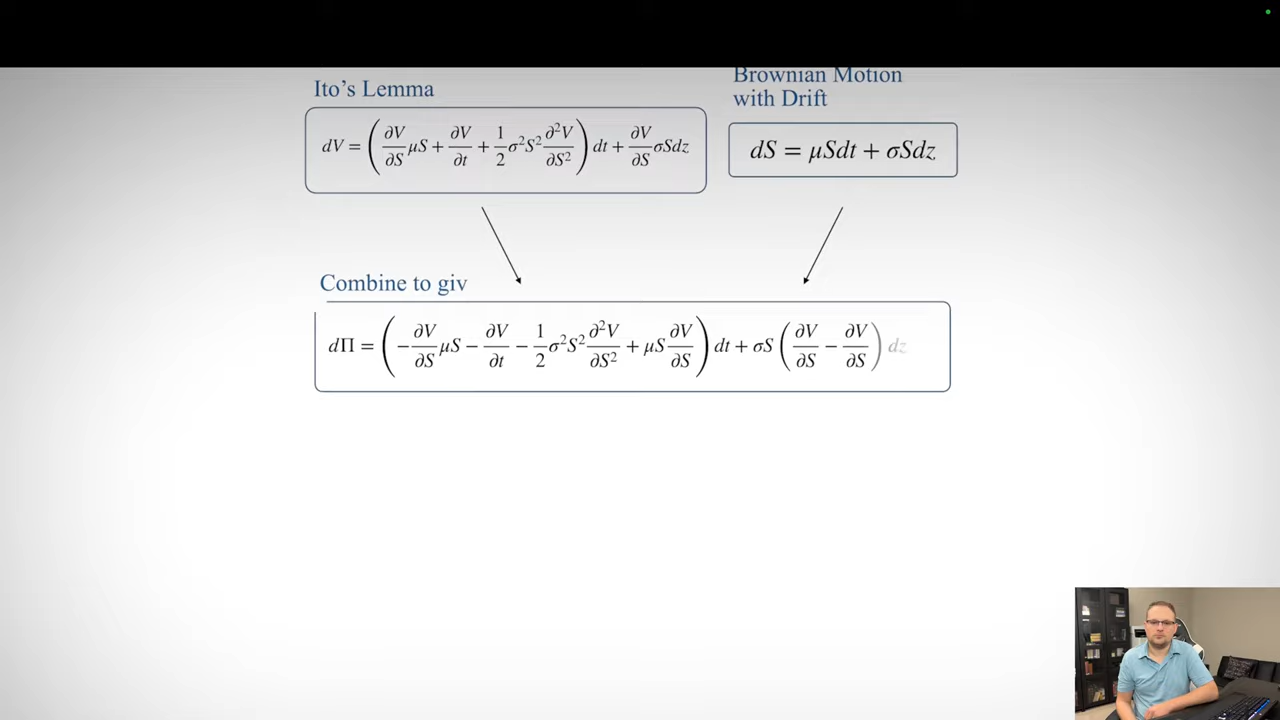 Ito's Lemma
Brownian Motion
with Drift
dV = (∂V/∂S μS + ∂V/∂t + 1/2 σ²S² ∂²V/∂S²) dt + ∂V/∂S σSdz
dS = μSdt + σSdz
Combine to giv
dΠ = (−∂V/∂S μS − ∂V/∂t − 1/2 σ²S² ∂²V/∂S² + μS ∂V/∂S) dt + σS (∂V/∂S − ∂V/∂S) dz